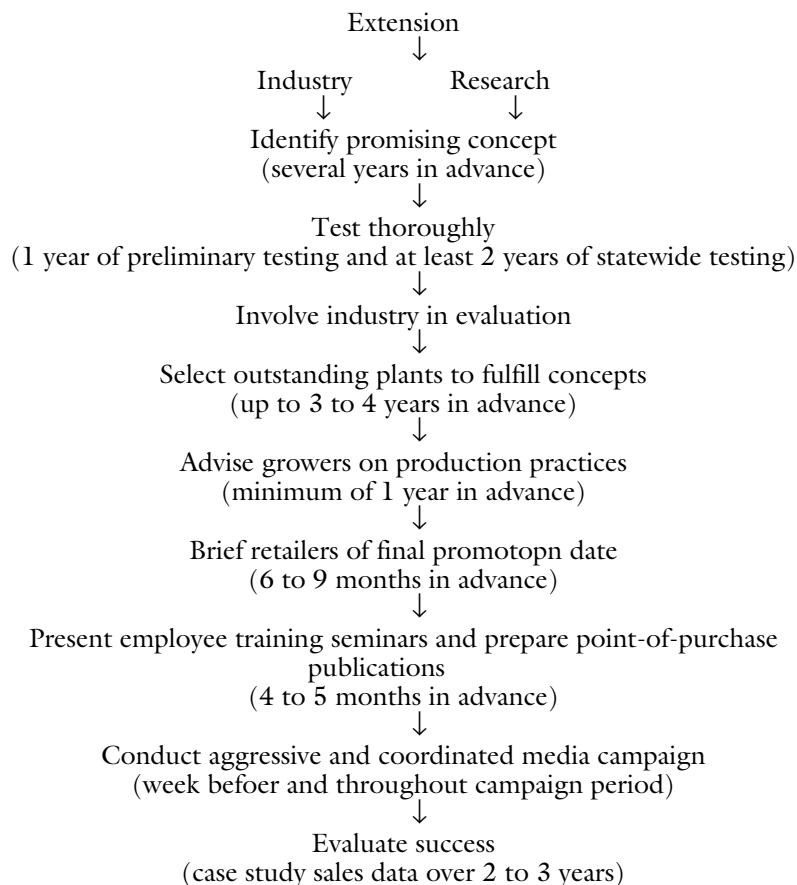 Extension
↓
Industry Research
↓ ↓
Identify promising concept
(several years in advance)
↓
Test thoroughly
(1 year of preliminary testing and at least 2 years of statewide testing)
↓
Involve industry in evaluation
↓
Select outstanding plants to fulfill concepts
(up to 3 to 4 years in advance)
↓
Advise growers on production practices
(minimum of 1 year in advance)
↓
Brief retailers of final promotopn date
(6 to 9 months in advance)
↓
Present employee training seminars and prepare point-of-purchase
publications
(4 to 5 months in advance)
↓
Conduct aggressive and coordinated media campaign
(week befoer and throughout campaign period)
↓
Evaluate success
(case study sales data over 2 to 3 years)